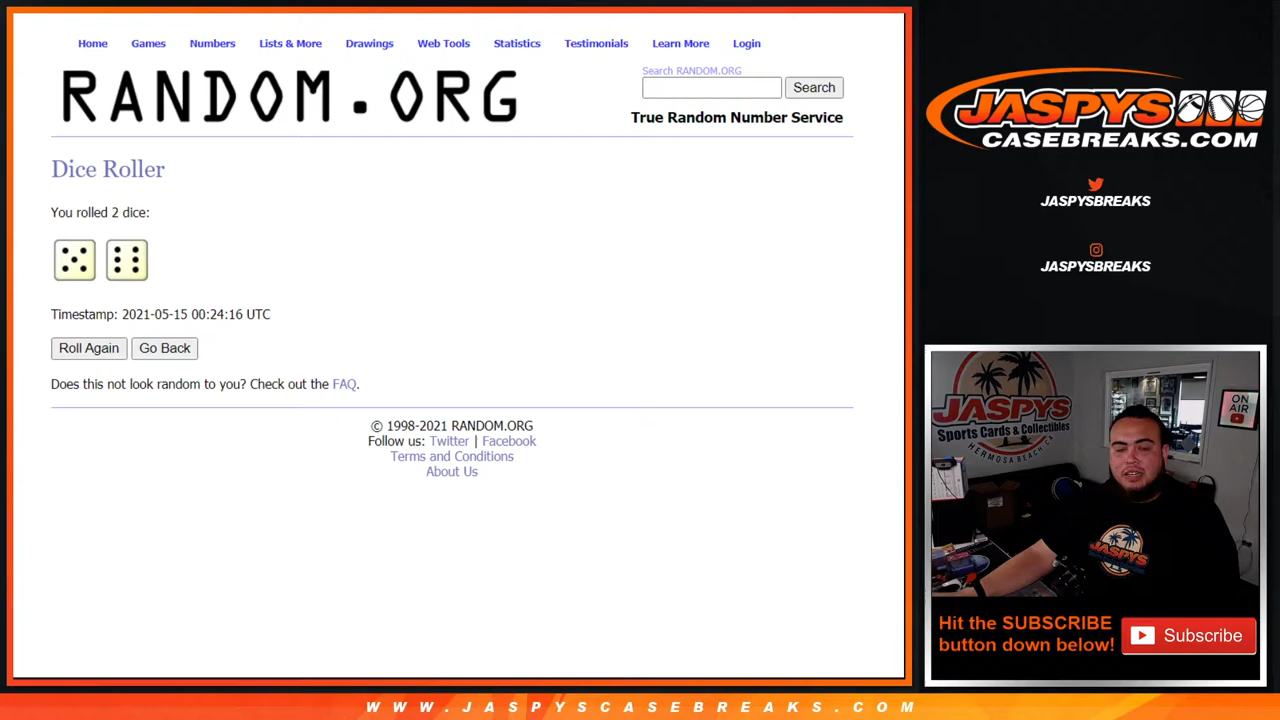 Home Games Numbers Lists & More Drawings Web Tools Statistics Testimonials Learn More Login
RANDOM.ORG
Search RANDOM.ORG
Search
True Random Number Service
Dice Roller
You rolled 2 dice:
Timestamp: 2021-05-15 00:24:16 UTC
Roll Again Go Back
Does this not look random to you? Check out the FAQ.
© 1998-2021 RANDOM.ORG
Follow us: Twitter | Facebook
Terms and Conditions
About Us
JASPYS
CASEBREAKS.COM
JASPYSBREAKS
JASPYSBREAKS
JASPYS
Sports Cards & Collectibles
HERMOSA BEACH CA
ON
AIR
JASPYS
Hit the SUBSCRIBE
button down below!
Subscribe
WWW.JASPYSCASEBREAKS.COM